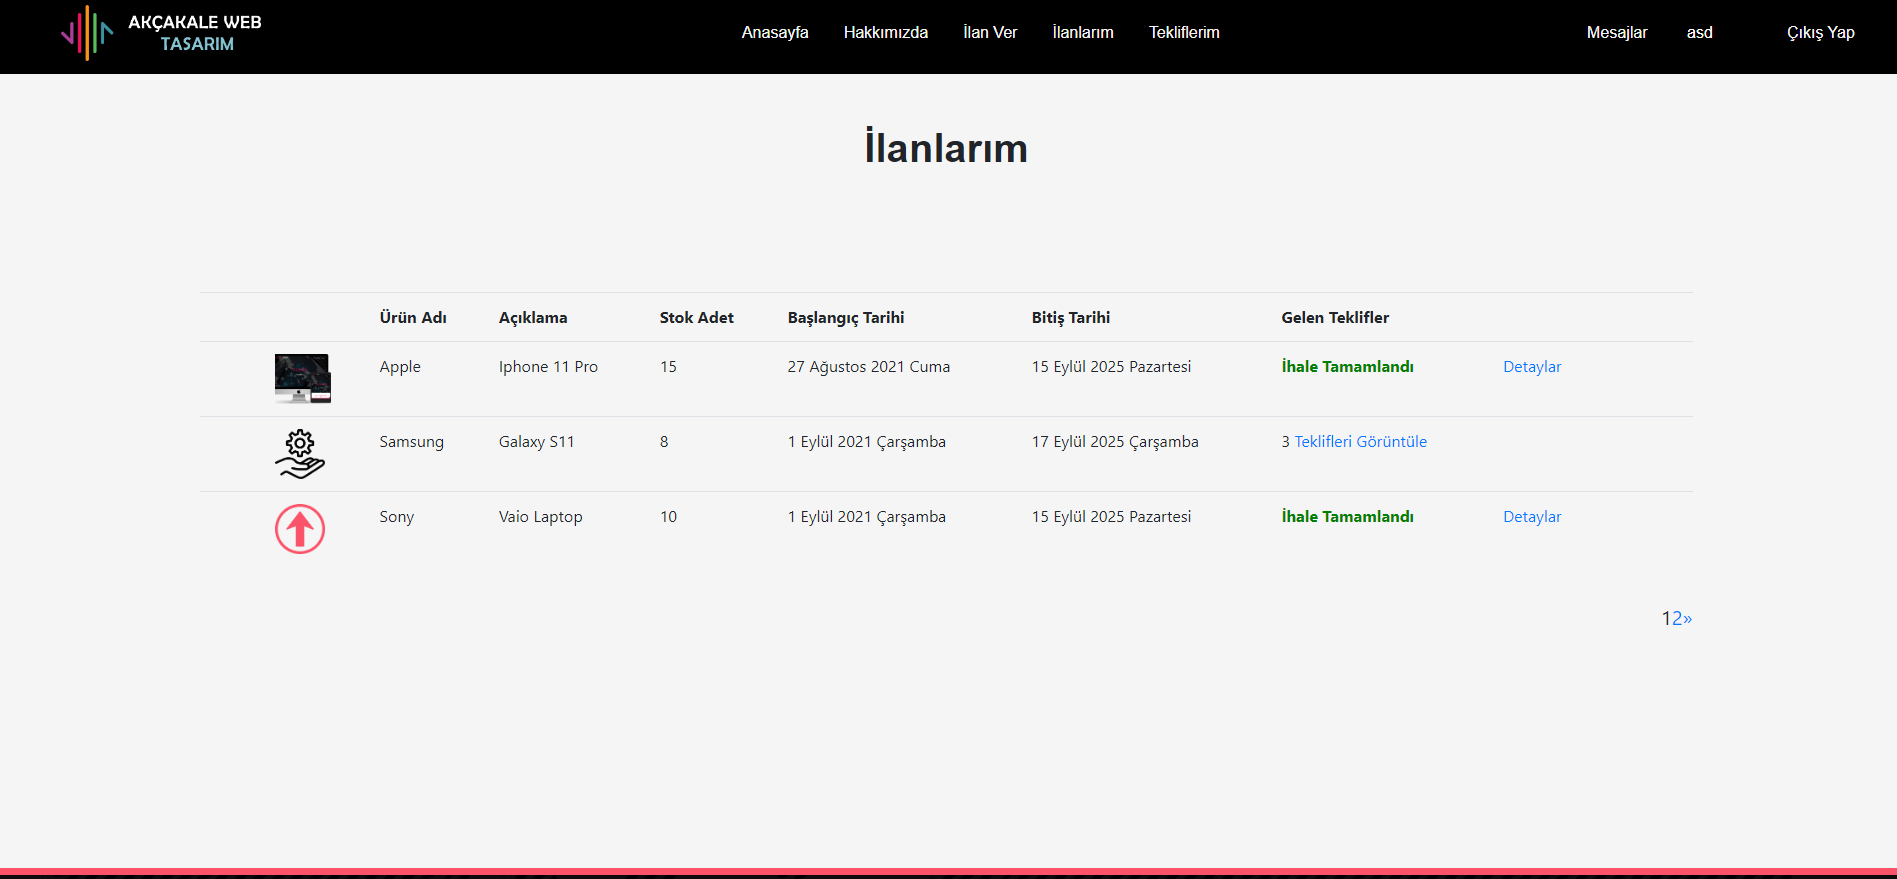 AKÇAKALE WEB
TASARIM
Anasayfa Hakkımızda İlan Ver İlanlarım Tekliflerim Mesajlar asd Çıkış Yap
İlanlarım
Ürün Adı Açıklama Stok Adet Başlangıç Tarihi Bitiş Tarihi Gelen Teklifler
Apple Iphone 11 Pro 15 27 Ağustos 2021 Cuma 15 Eylül 2025 Pazartesi İhale Tamamlandı Detaylar
Samsung Galaxy S11 8 1 Eylül 2021 Çarşamba 17 Eylül 2025 Çarşamba 3 Teklifleri Görüntüle
Sony Vaio Laptop 10 1 Eylül 2021 Çarşamba 15 Eylül 2025 Pazartesi İhale Tamamlandı Detaylar
12»